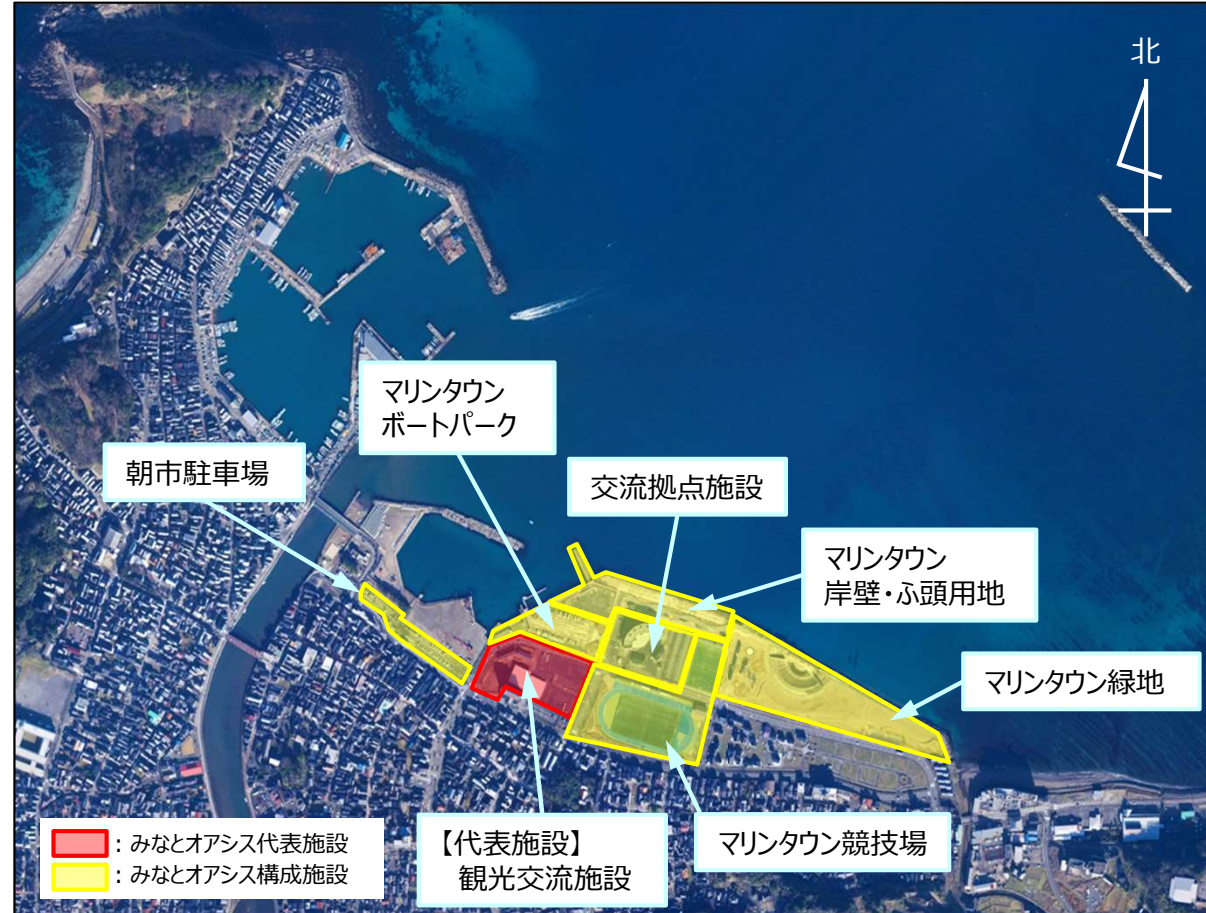 北
マリンタウン
ボートパーク
朝市駐車場
交流拠点施設
マリンタウン
岸壁・ふ頭用地
マリンタウン緑地
【代表施設】
観光交流施設
マリンタウン競技場
：みなとオアシス代表施設
：みなとオアシス構成施設